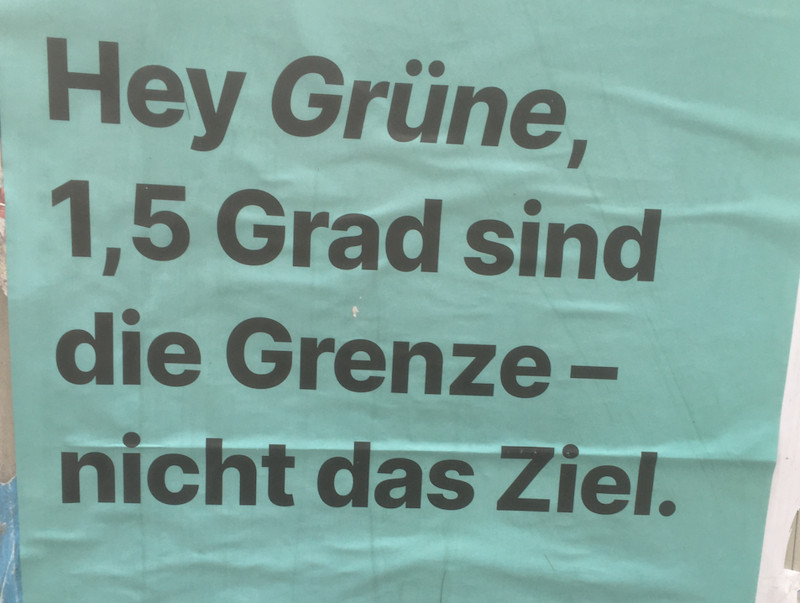 Hey Grüne,
1,5 Grad sind
die Grenze –
nicht das Ziel.